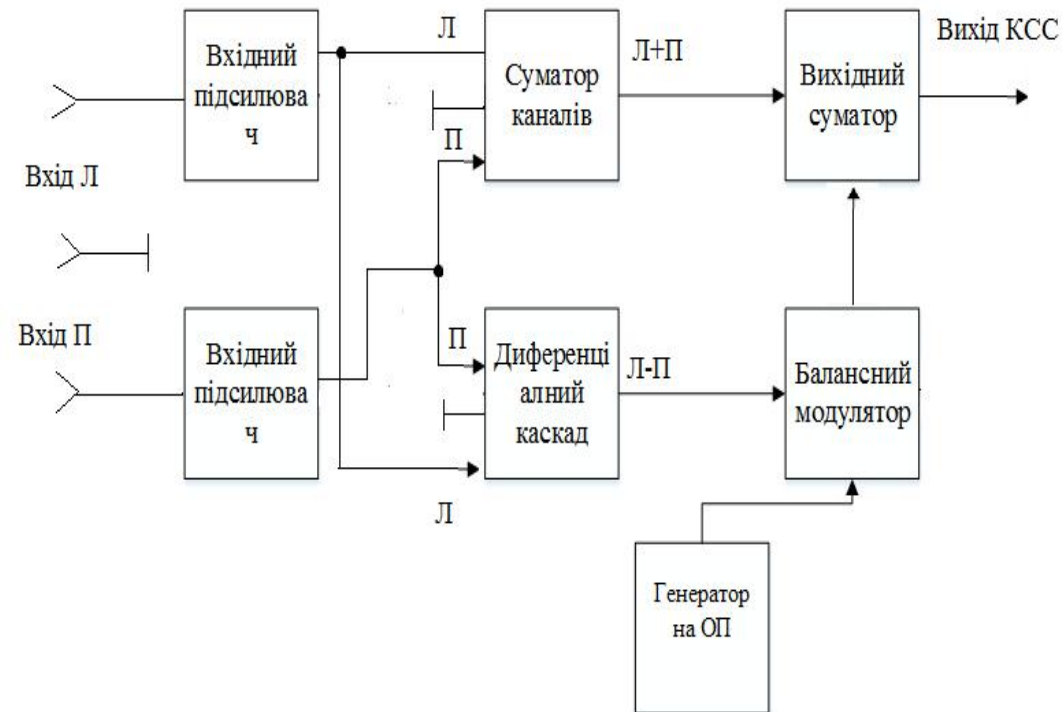 Вхідний
підсилюва
ч
Л
Суматор
каналів
Л+П
Вихідний
суматор
Вихід КСС
П
Вхід Л
Вхід П
Вхідний
підсилюва
ч
П
Диференці
алний
каскад
Л-П
Балансний
модулятор
Л
Генератор
на ОП